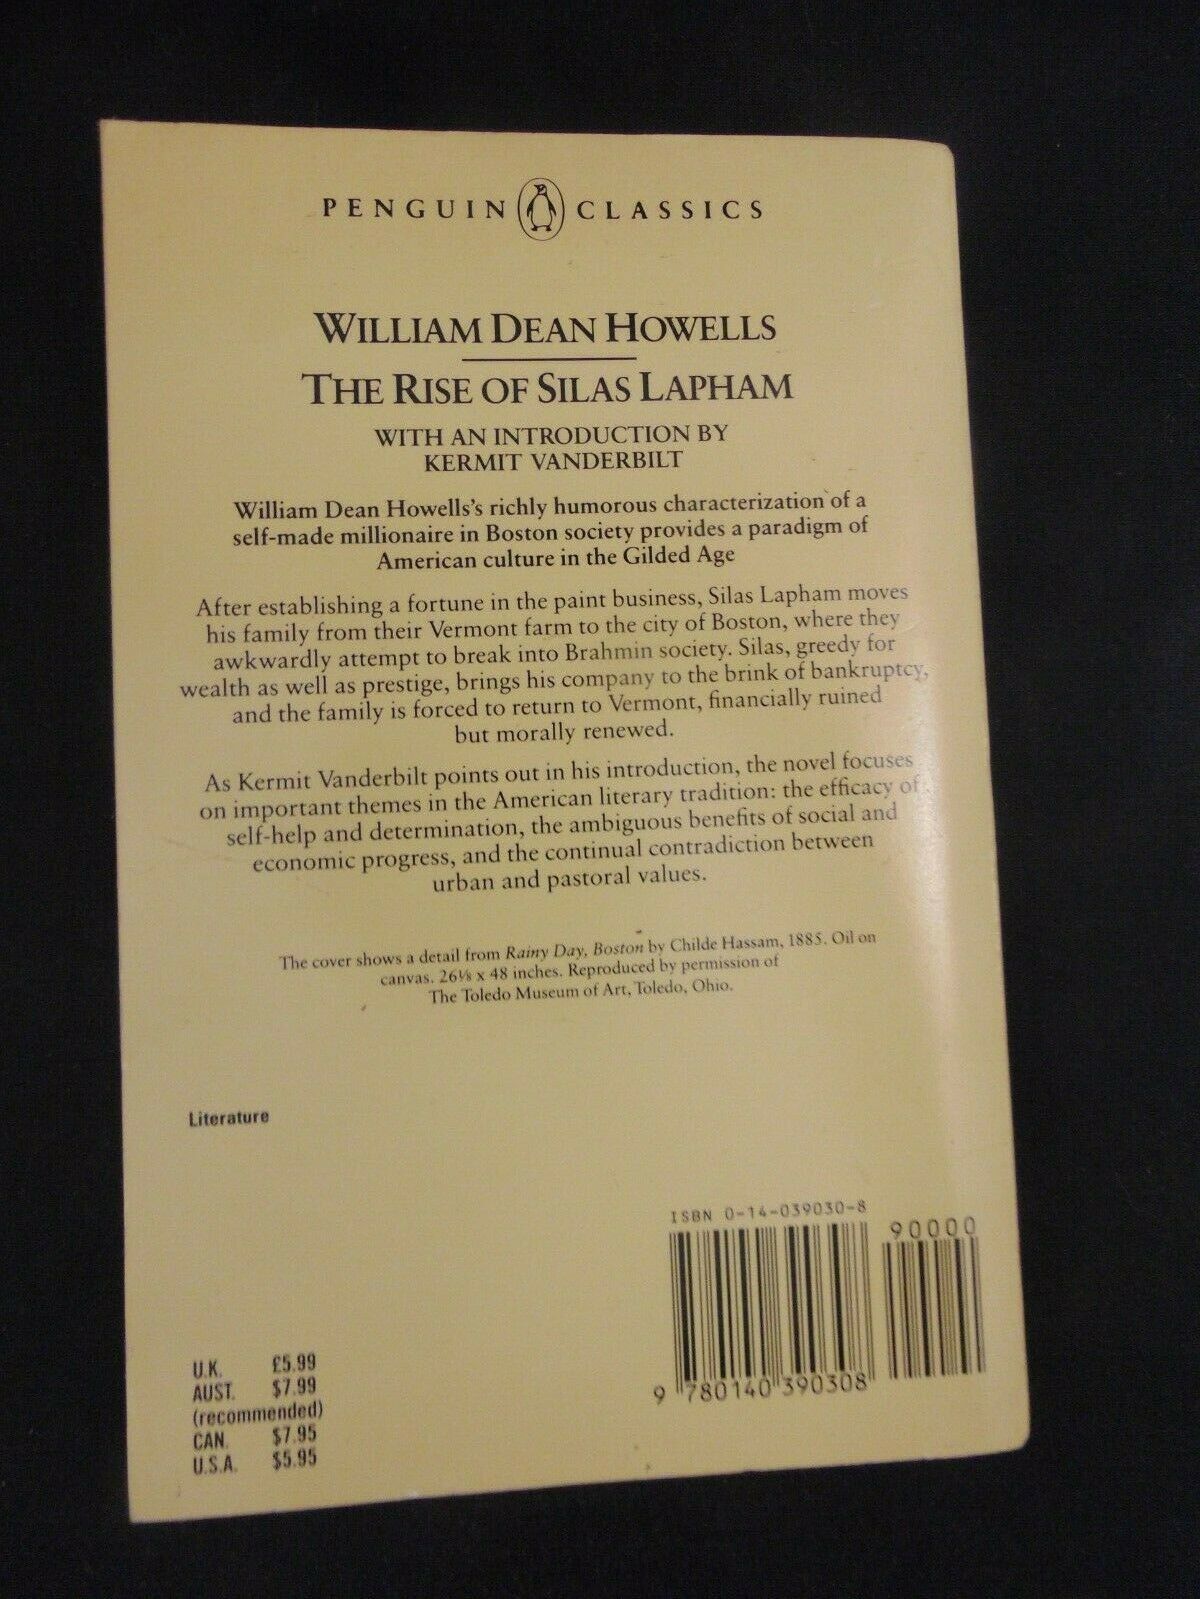 PENGUIN CLASSICS
WILLIAM DEAN HOWELLS
THE RISE OF SILAS LAPHAM
WITH AN INTRODUCTION BY
KERMIT VANDERBILT
William Dean Howells's richly humorous characterization of a
self-made millionaire in Boston society provides a paradigm of
American culture in the Gilded Age
After establishing a fortune in the paint business, Silas Lapham moves
his family from their Vermont farm to the city of Boston, where they
awkwardly attempt to break into Brahmin society. Silas, greedy for
wealth as well as prestige, brings his company to the brink of bankruptcy,
and the family is forced to return to Vermont, financially ruined
but morally renewed.
As Kermit Vanderbilt points out in his introduction, the novel focuses
on important themes in the American literary tradition: the efficacy of
self-help and determination, the ambiguous benefits of social and
economic progress, and the continual contradiction between
urban and pastoral values.
The cover shows a detail from Rainy Day, Boston by Childe Hassam, 1885. Oil on
canvas. 26⅛ x 48 inches. Reproduced by permission of
The Toledo Museum of Art, Toledo, Ohio.
Literature
ISBN 0-14-039030-8
90000
9 780140 390308
U.K. £5.99
AUST. $7.99
(recommended)
CAN. $7.95
U.S.A. $5.95